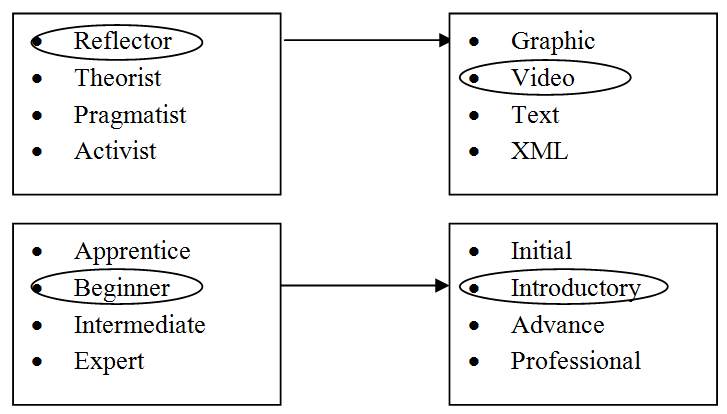 • Reflector
• Theorist
• Pragmatist
• Activist
• Graphic
• Video
• Text
• XML
• Apprentice
• Beginner
• Intermediate
• Expert
• Initial
• Introductory
• Advance
• Professional